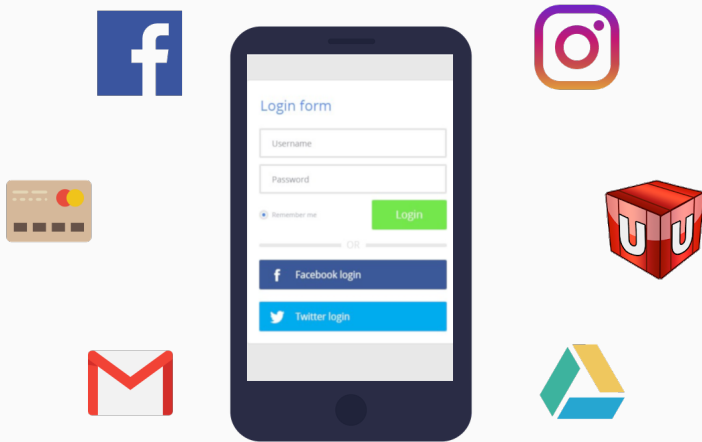 Login form
Username
Password
Remember me
Login
OR
Facebook login
Twitter login
U U